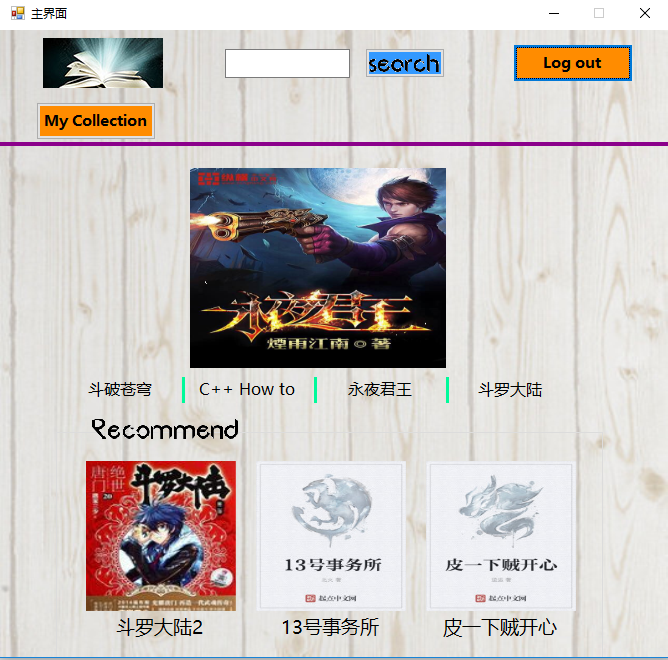 主界面
search
Log out
My Collection
永夜君王
煙雨江南◎著
斗破苍穹
C++ How to
永夜君王
斗罗大陆
Recommend
绝世
唐门
斗罗大陆
20
13号事务所
起点中文网
皮一下贼开心
起点中文网
斗罗大陆2
13号事务所
皮一下贼开心